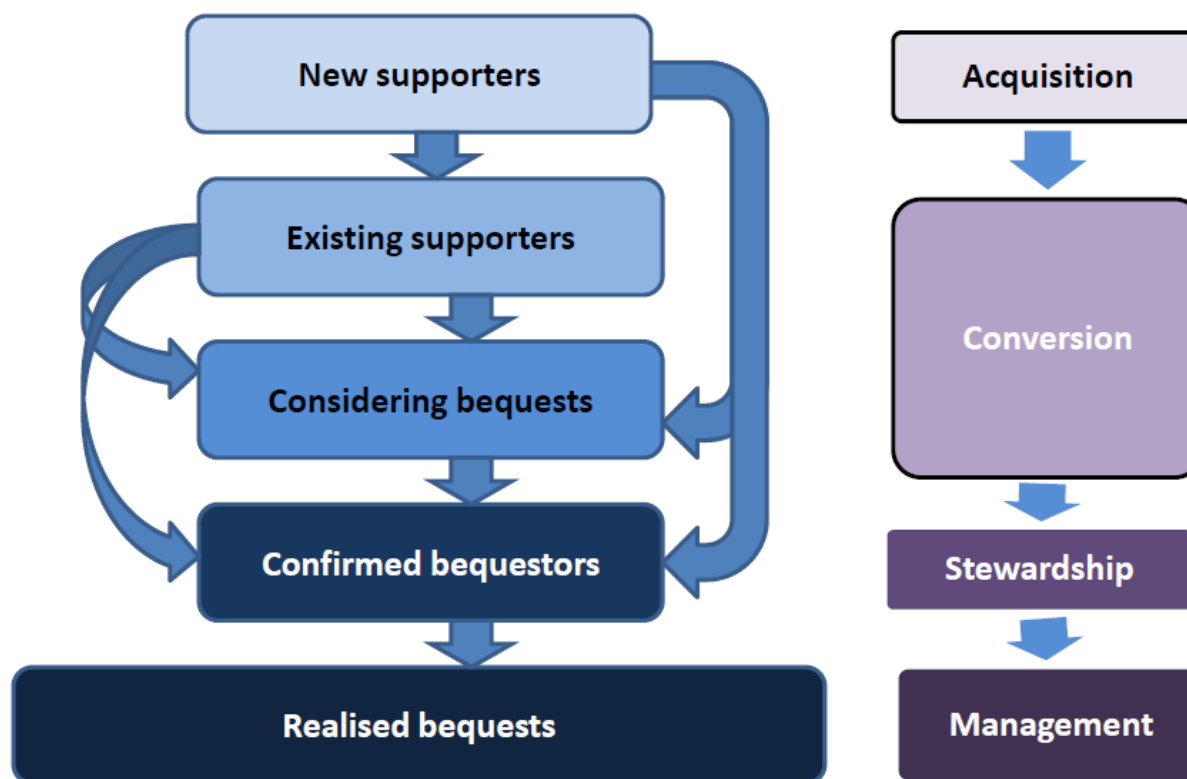 New supporters
Existing supporters
Considering bequests
Confirmed bequestors
Realised bequests
Acquisition
Conversion
Stewardship
Management